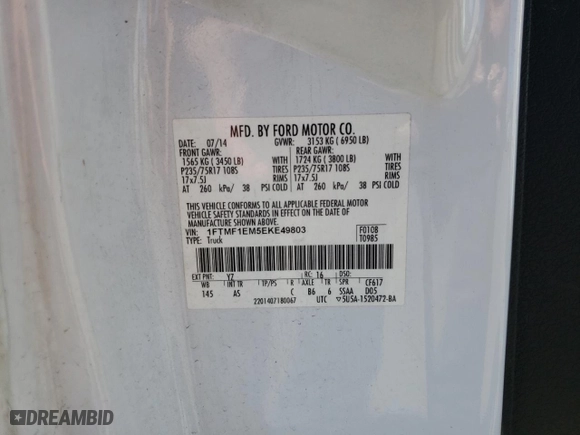 MFD. BY FORD MOTOR CO.
DATE: 07/14 GVWR: 3153 KG (6950 LB)
FRONT GAWR: REAR GAWR:
1565 KG (3450 LB) WITH 1724 KG (3800 LB) WITH
P235/75R17 108S TIRES P235/75R17 108S TIRES
17x7.5J RIMS 17x7.5J RIMS
AT 260 kPa/ 38 PSI COLD AT 260 kPa/ 38 PSI COLD
THIS VEHICLE CONFORMS TO ALL APPLICABLE FEDERAL MOTOR
VEHICLE SAFETY STANDARDS IN EFFECT ON THE DATE OF
MANUFACTURE SHOWN ABOVE.
VIN: 1FTMF1EM5EKE49803 F0108
TYPE: Truck T0985
EXT PNT: Y7 RC: 16 DSO:
WB INT TR TP/PS R AXLE TR SPR CF617
145 AS C B6 6 SSAA D05
2201407180067 UTC 5U5A-1520472-BA
DREAMBID